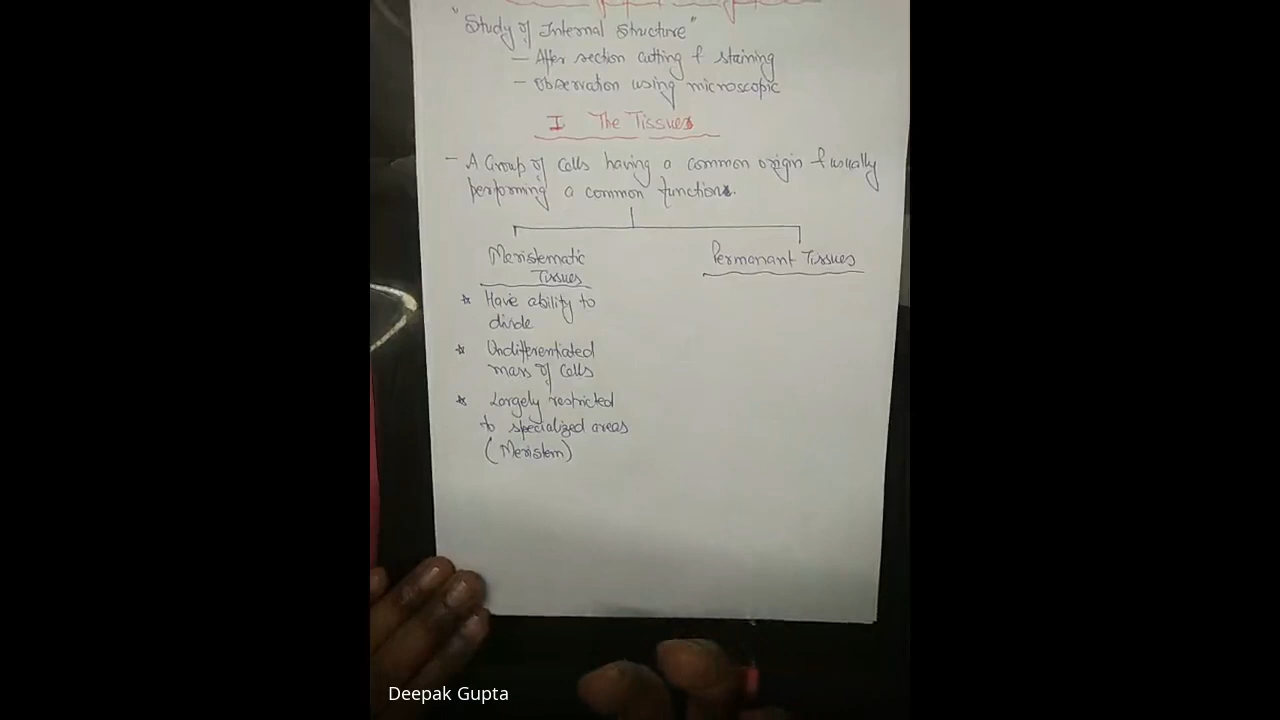 "Study of Internal Structure"
— After section cutting & staining
— Observation using microscopic
I The Tissues
— A Group of cells having a common origin & usually
performing a common function.
Meristematic
Tissues
Permanant Tissues
* Have ability to
divide
* Undifferentiated
mass of cells
* Largely restricted
to specialized areas
(Meristem)
Deepak Gupta